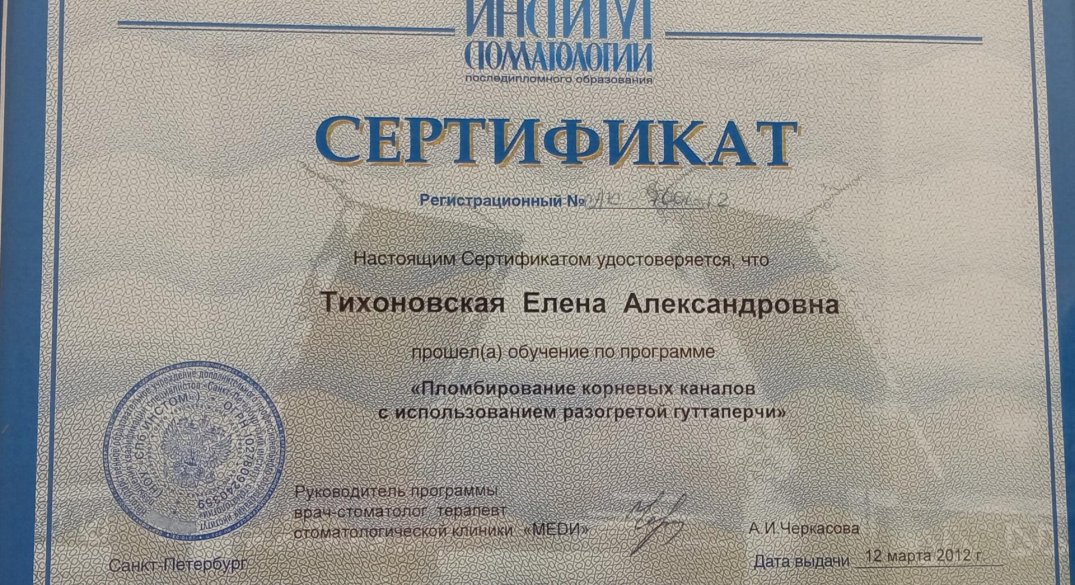 ИНСТИТУТ
СТОМАТОЛОГИИ
последипломного образования
СЕРТИФИКАТ
Регистрационный №
Настоящим Сертификатом удостоверяется, что
Тихоновская Елена Александровна
прошел(а) обучение по программе
«Пломбирование корневых каналов
с использованием разогретой гуттаперчи»
Руководитель программы
врач-стоматолог терапевт
стоматологической клиники «MEDИ»
А.И.Черкасова
Санкт-Петербург
Дата выдачи 12 марта 2012 г.